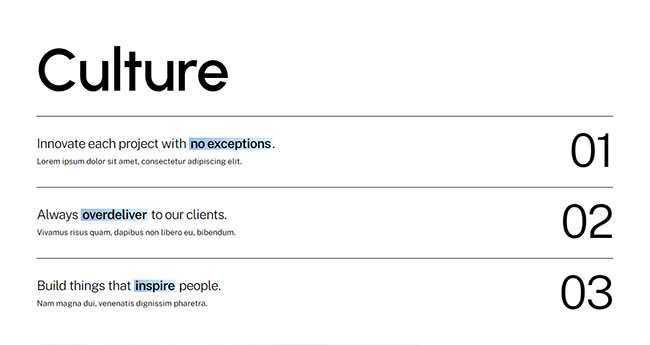 Culture
Innovate each project with no exceptions.
01
Lorem ipsum dolor sit amet, consectetur adipiscing elit.
Always overdeliver to our clients.
02
Vivamus risus quam, dapibus non libero eu, bibendum.
Build things that inspire people.
03
Nam magna dui, venenatis dignissim pharetra.